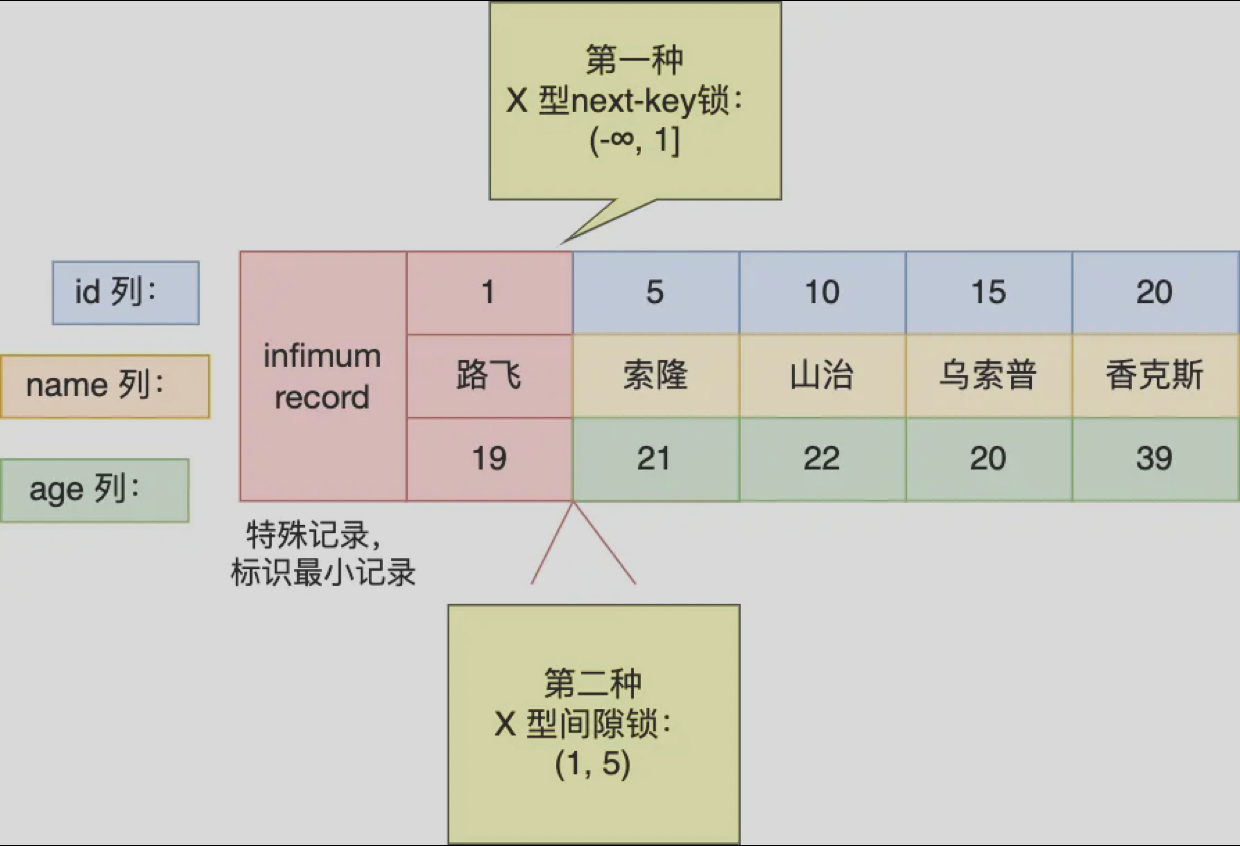 第一种
X 型next-key锁：
(-∞, 1]
id 列：
1
5
10
15
20
infimum
record
name 列：
路飞
索隆
山治
乌索普
香克斯
age 列：
19
21
22
20
39
特殊记录，
标识最小记录
第二种
X 型间隙锁：
(1, 5)